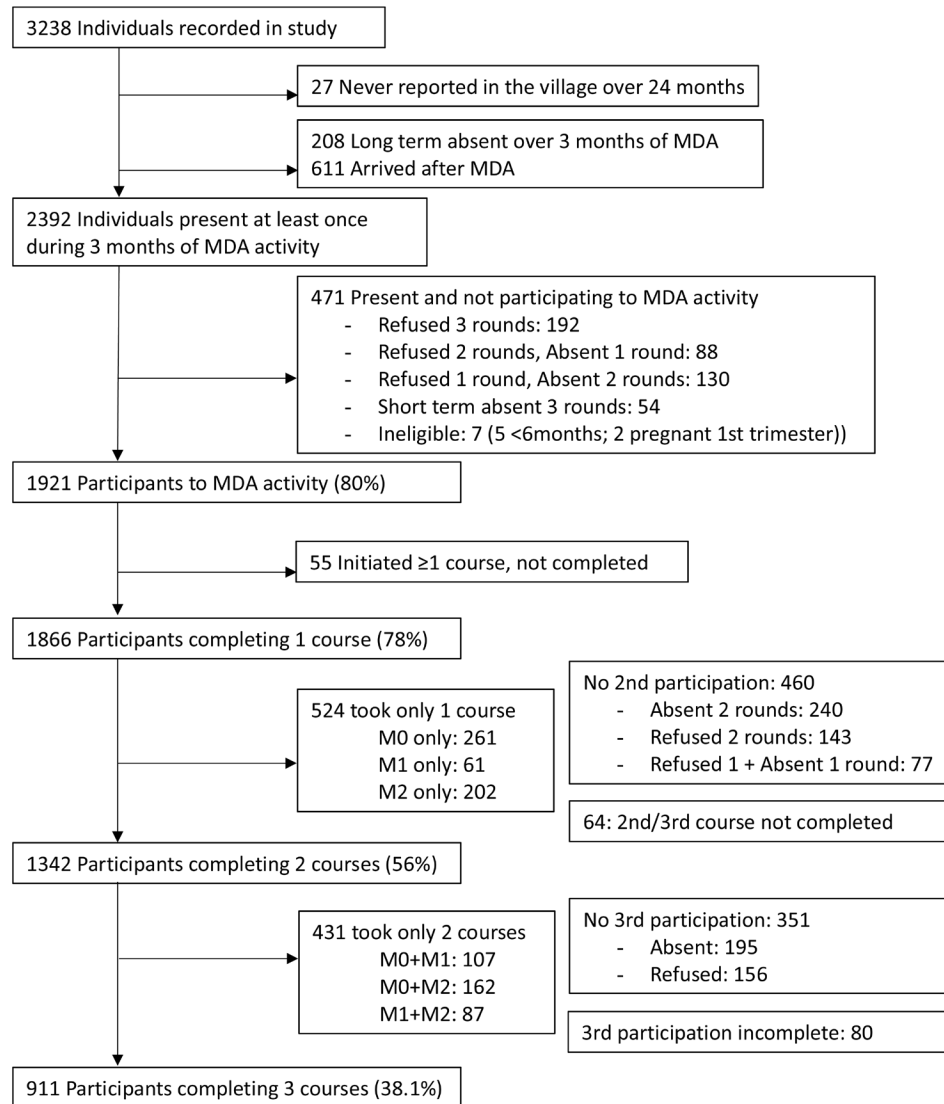 3238 Individuals recorded in study
27 Never reported in the village over 24 months
208 Long term absent over 3 months of MDA
611 Arrived after MDA
2392 Individuals present at least once
during 3 months of MDA activity
471 Present and not participating to MDA activity
- Refused 3 rounds: 192
- Refused 2 rounds, Absent 1 round: 88
- Refused 1 round, Absent 2 rounds: 130
- Short term absent 3 rounds: 54
- Ineligible: 7 (5 <6months; 2 pregnant 1st trimester))
1921 Participants to MDA activity (80%)
55 Initiated ≥1 course, not completed
1866 Participants completing 1 course (78%)
524 took only 1 course
M0 only: 261
M1 only: 61
M2 only: 202
No 2nd participation: 460
- Absent 2 rounds: 240
- Refused 2 rounds: 143
- Refused 1 + Absent 1 round: 77
64: 2nd/3rd course not completed
1342 Participants completing 2 courses (56%)
431 took only 2 courses
M0+M1: 107
M0+M2: 162
M1+M2: 87
No 3rd participation: 351
- Absent: 195
- Refused: 156
3rd participation incomplete: 80
911 Participants completing 3 courses (38.1%)